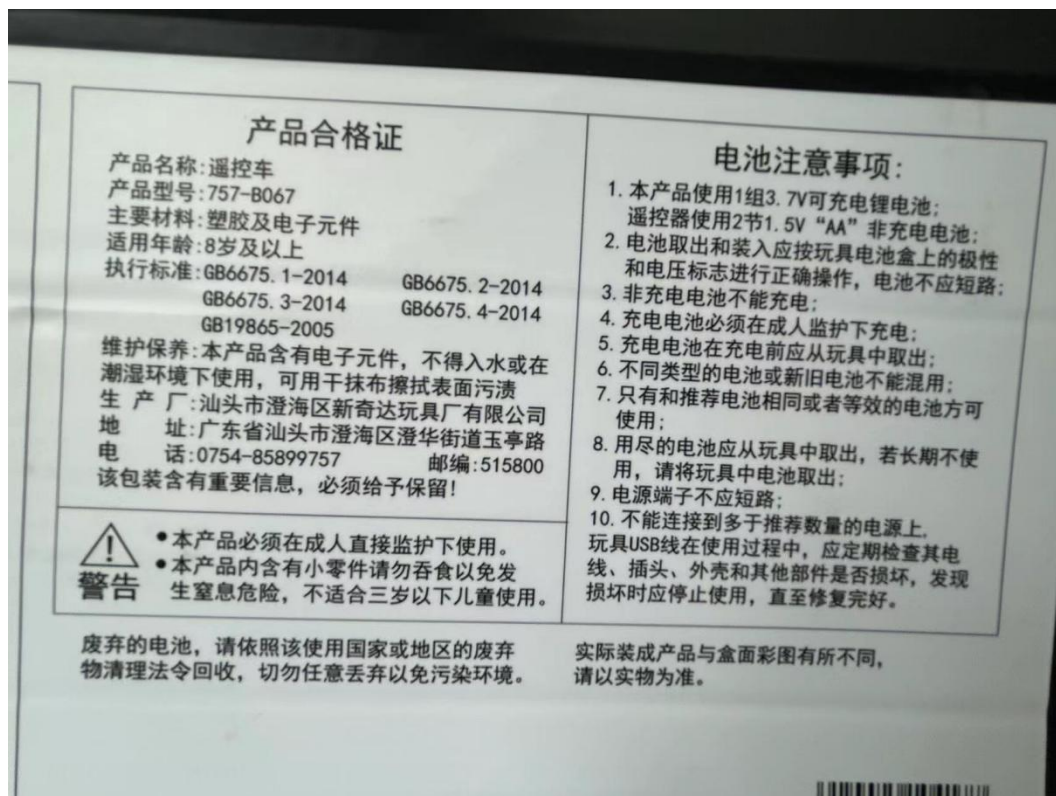 产品合格证
产品名称:遥控车
产品型号:757-B067
主要材料:塑胶及电子元件
适用年龄:8岁及以上
执行标准:GB6675.1-2014 GB6675.2-2014
GB6675.3-2014 GB6675.4-2014
GB19865-2005
维护保养:本产品含有电子元件，不得入水或在
潮湿环境下使用，可用干抹布擦拭表面污渍
生产厂:汕头市澄海区新奇达玩具厂有限公司
地址:广东省汕头市澄海区澄华街道玉亭路
电话:0754-85899757 邮编:515800
该包装含有重要信息，必须给予保留!
警告
●本产品必须在成人直接监护下使用。
●本产品内含有小零件请勿吞食以免发
生窒息危险，不适合三岁以下儿童使用。
电池注意事项:
1.本产品使用1组3.7V可充电锂电池;
遥控器使用2节1.5V“AA”非充电电池;
2.电池取出和装入应按玩具电池盒上的极性
和电压标志进行正确操作，电池不应短路;
3.非充电电池不能充电;
4.充电电池必须在成人监护下充电;
5.充电电池在充电前应从玩具中取出;
6.不同类型的电池或新旧电池不能混用;
7.只有和推荐电池相同或者等效的电池方可
使用;
8.用尽的电池应从玩具中取出，若长期不使
用，请将玩具中电池取出;
9.电源端子不应短路;
10.不能连接到多于推荐数量的电源上.
玩具USB线在使用过程中，应定期检查其电
线、插头、外壳和其他部件是否损坏，发现
损坏时应停止使用，直至修复完好。
废弃的电池，请依照该使用国家或地区的废弃
物清理法令回收，切勿任意丢弃以免污染环境。
实际装成产品与盒面彩图有所不同，
请以实物为准。